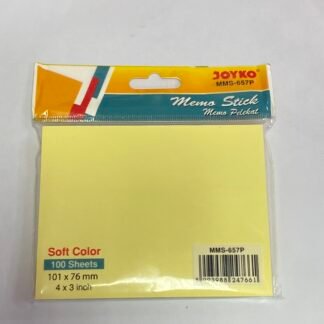 JOYKO
MMS-657P
Memo Stick
Memo Pelekat
Soft Color
100 Sheets
101 x 76 mm
4 x 3 inch
MMS-657P